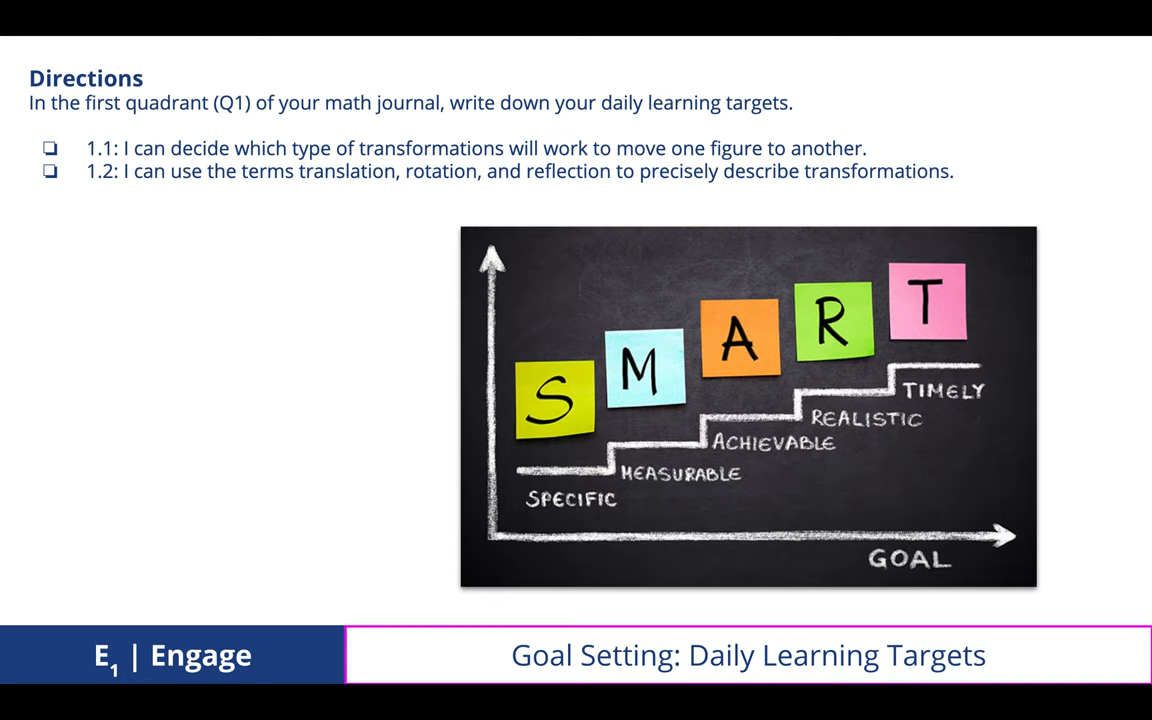 Directions
In the first quadrant (Q1) of your math journal, write down your daily learning targets.
❏ 1.1: I can decide which type of transformations will work to move one figure to another.
❏ 1.2: I can use the terms translation, rotation, and reflection to precisely describe transformations.
S M A R T
TIMELY
REALISTIC
ACHIEVABLE
MEASURABLE
SPECIFIC
GOAL
E1 | Engage
Goal Setting: Daily Learning Targets